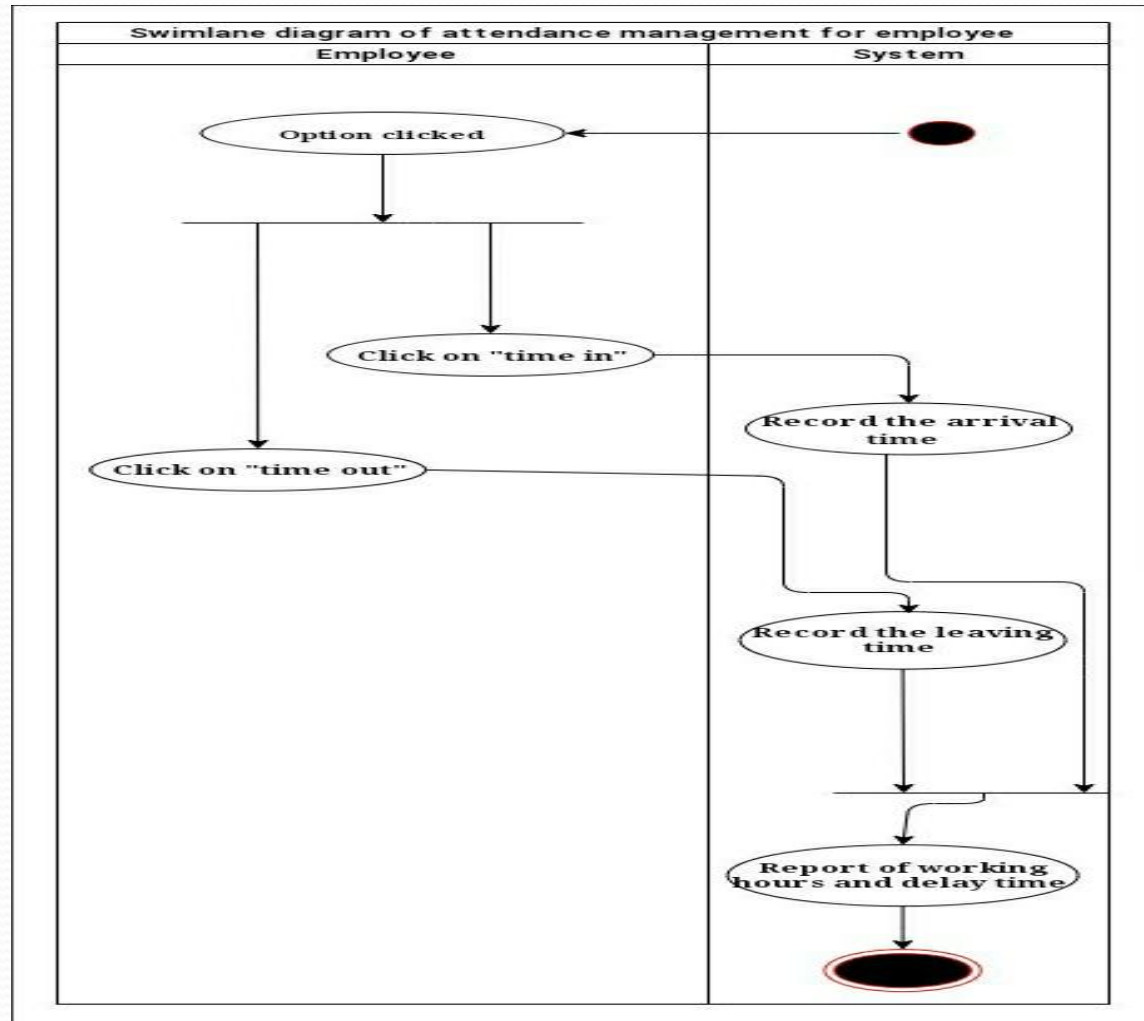 Swimlane diagram of attendance management for employee
Employee
System
Option clicked
Click on "time in"
Record the arrival
time
Click on "time out"
Record the leaving
time
Report of working
hours and delay time